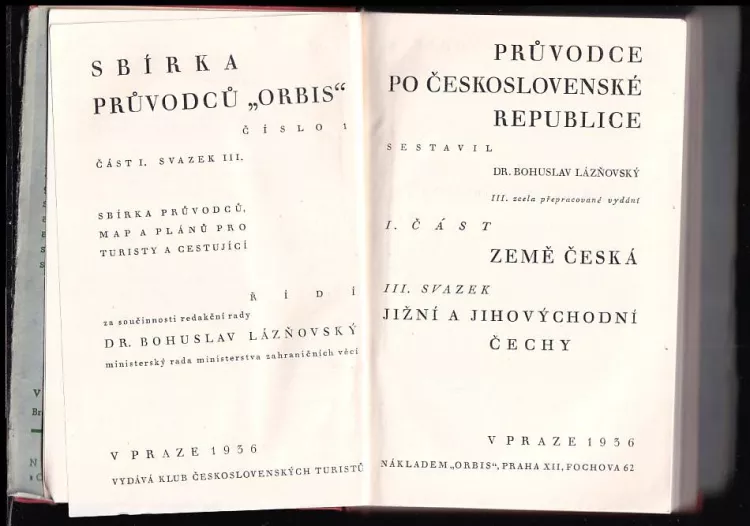 SBÍRKA
PRŮVODCŮ „ORBIS“
ČÍSLO 1
ČÁST I. SVAZEK III.
SBÍRKA PRŮVODCŮ,
MAP A PLÁNŮ PRO
TURISTY A CESTUJÍCÍ
ŘÍDÍ
za součinnosti redakční rady
DR. BOHUSLAV LÁZŇOVSKÝ
ministerský rada ministerstva zahraničních věcí
V PRAZE 1936
VYDÁVÁ KLUB ČESKOSLOVENSKÝCH TURISTŮ
PRŮVODCE
PO ČESKOSLOVENSKÉ
REPUBLICE
SESTAVIL
DR. BOHUSLAV LÁZŇOVSKÝ
III. zcela přepracované vydání
I. ČÁST
ZEMĚ ČESKÁ
III. SVAZEK
JIŽNÍ A JIHOVÝCHODNÍ
ČECHY
V PRAZE 1936
NÁKLADEM „ORBIS“, PRAHA XII, FOCHOVA 62